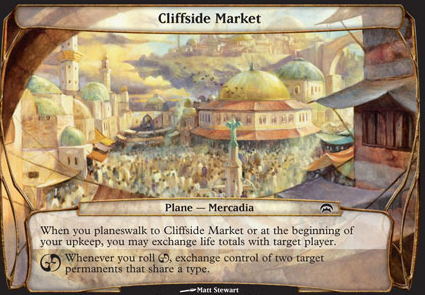 Cliffside Market
Plane — Mercadia
When you planeswalk to Cliffside Market or at the beginning of
your upkeep, you may exchange life totals with target player.
Whenever you roll , exchange control of two target
permanents that share a type.
Matt Stewart